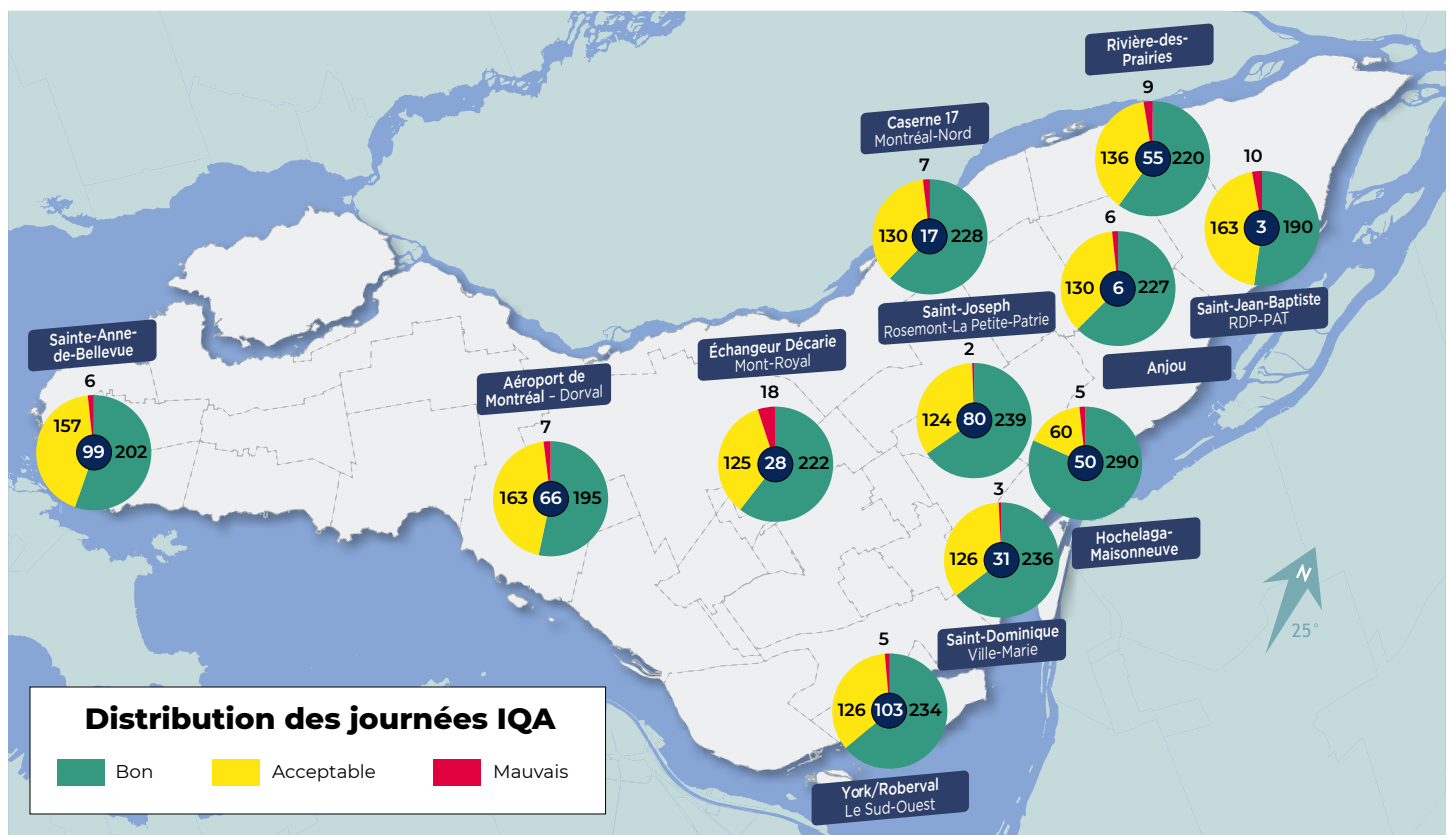 Rivière-des-
Prairies
9
136 55 220
Caserne 17
Montréal-Nord
7
130 17 228
10
163 3 190
Saint-Jean-Baptiste
RDP-PAT
6
130 6 227
Anjou
Saint-Joseph
Rosemont-La Petite-Patrie
2
124 80 239
Échangeur Décarie
Mont-Royal
18
125 28 222
Sainte-Anne-
de-Bellevue
6
157
99 202
Aéroport de
Montréal – Dorval
7
163 66 195
5
60
50 290
Hochelaga-
Maisonneuve
3
126 31 236
Saint-Dominique
Ville-Marie
5
126 103 234
York/Roberval
Le Sud-Ouest
N
25°
Distribution des journées IQA
Bon Acceptable Mauvais